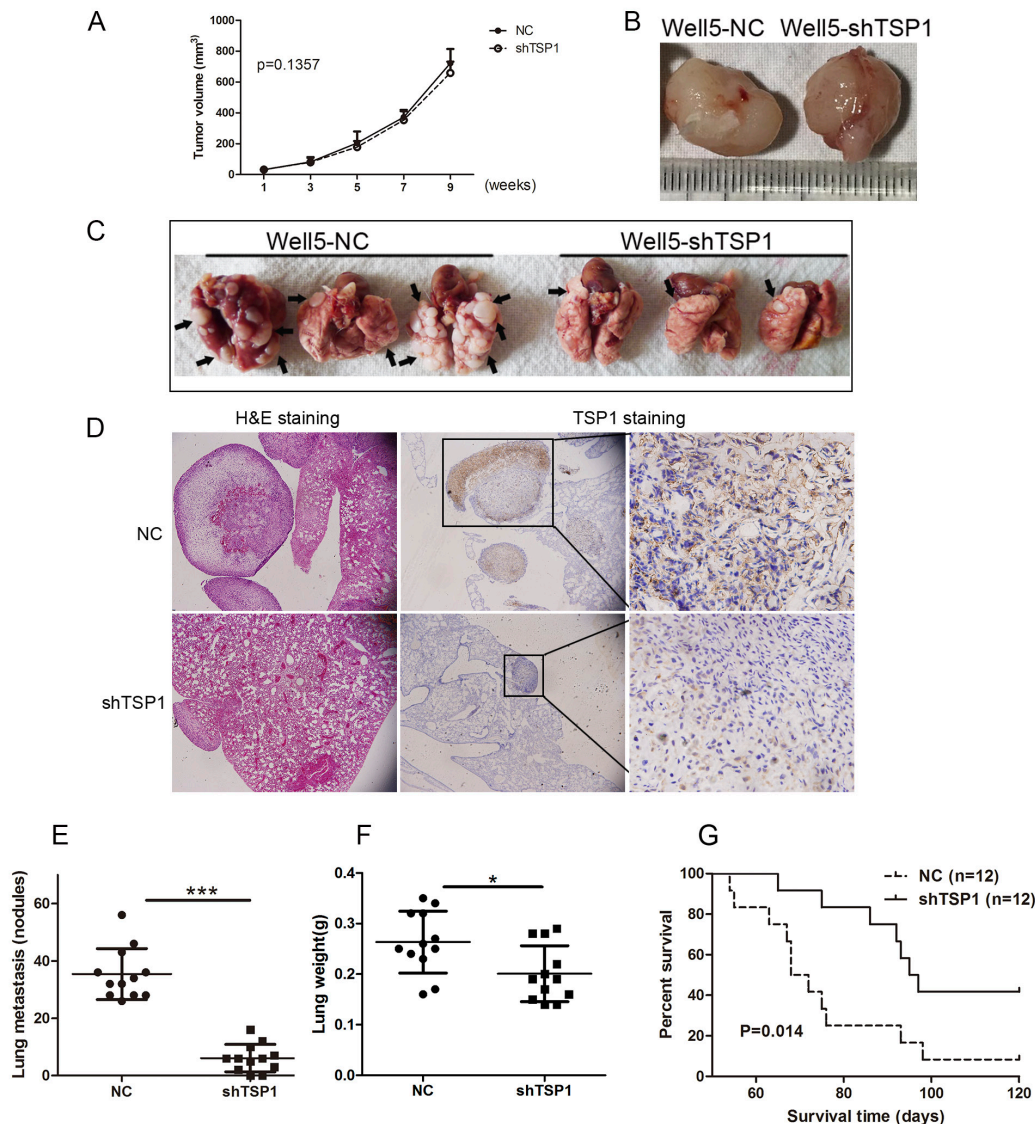 A
Tumor volume (mm³)
1000
800
600
400
200
0
p=0.1357
NC
shTSP1
1 3 5 7 9 (weeks)
B
Well5-NC Well5-shTSP1
C
Well5-NC Well5-shTSP1
D
H&E staining TSP1 staining
NC
shTSP1
E
Lung metastasis (nodules)
60
40
20
0
***
NC shTSP1
F
Lung weight(g)
0.4
0.3
0.2
0.1
0.0
*
NC shTSP1
G
Percent survival
100
80
60
40
20
0
NC (n=12)
shTSP1 (n=12)
P=0.014
60 80 100 120
Survival time (days)